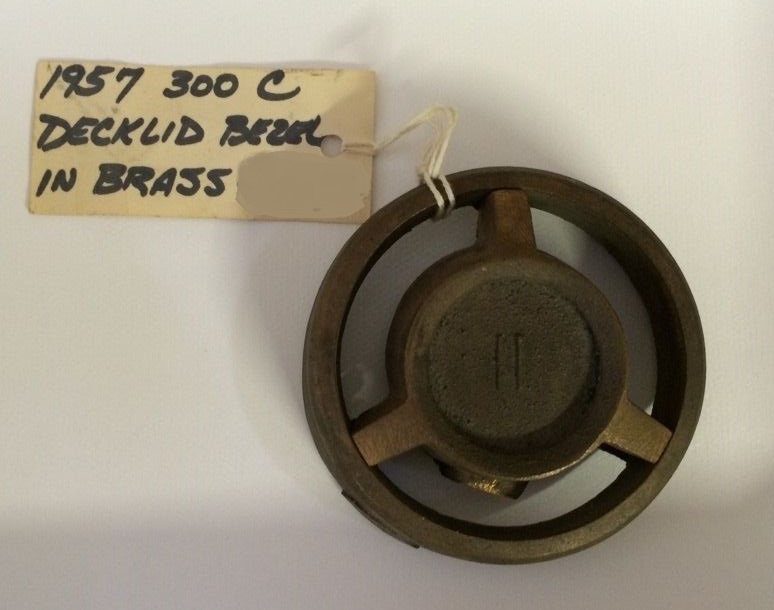 1957 300 C
DECKLID BEZEL
IN BRASS